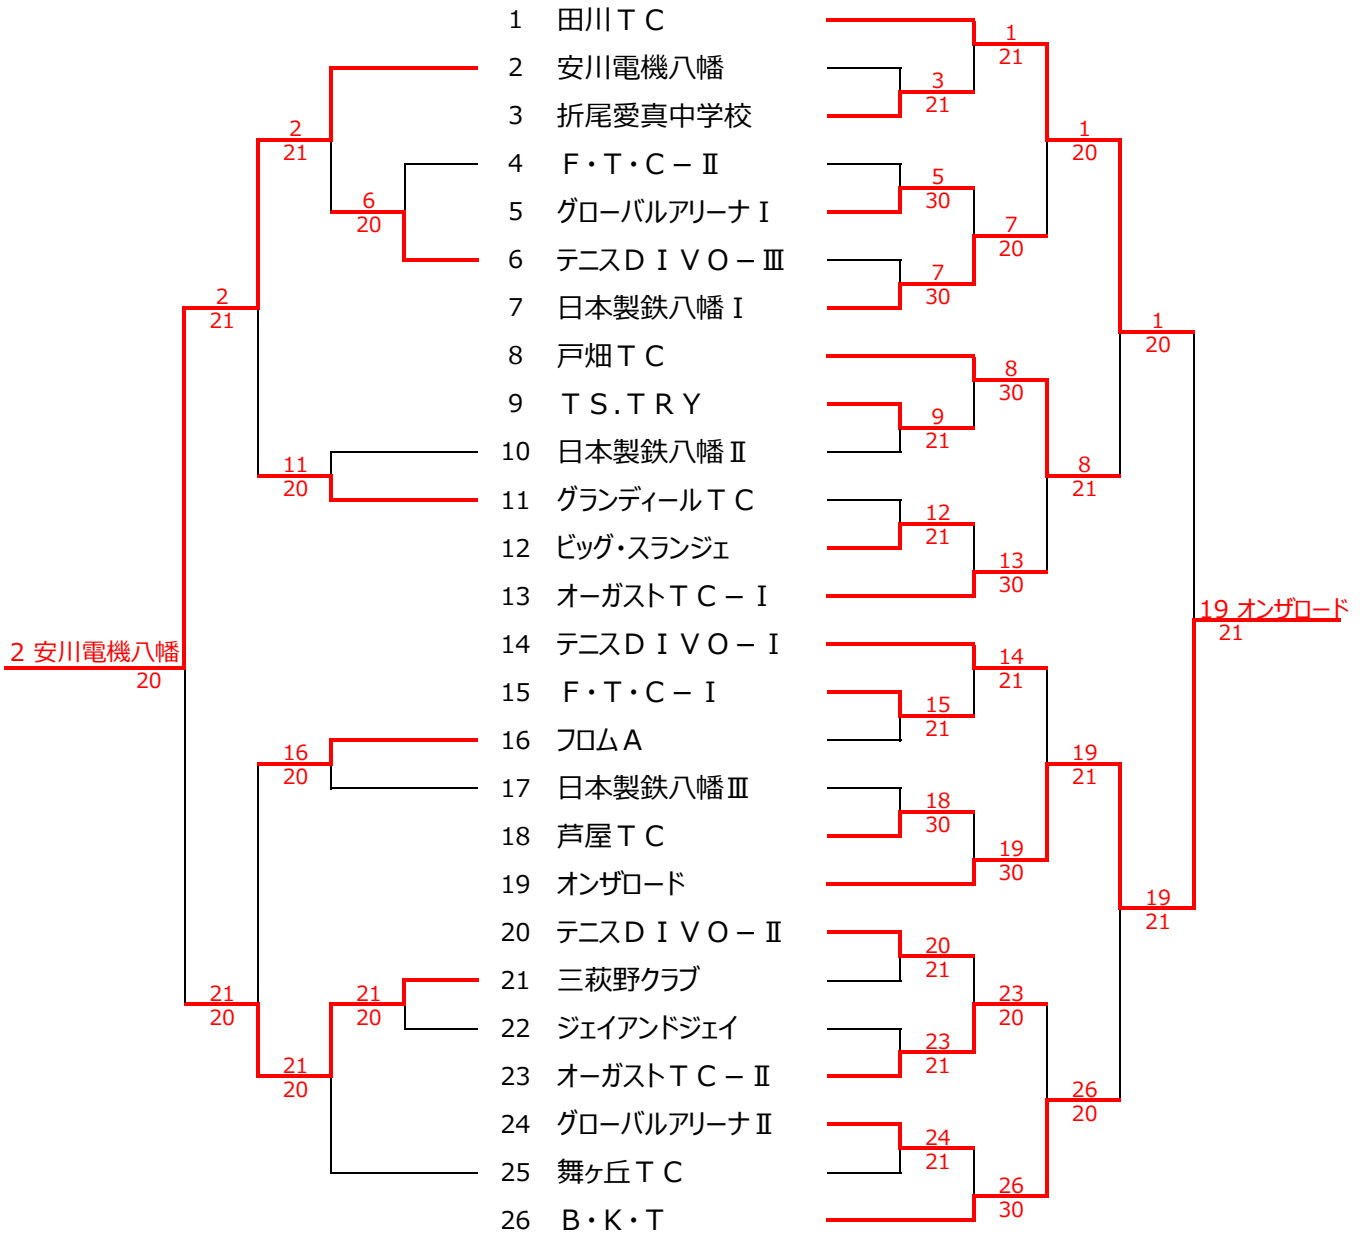 1 田川ＴＣ
2 安川電機八幡
3 折尾愛真中学校
4 Ｆ・Ｔ・Ｃ－Ⅱ
5 グローバルアリーナⅠ
6 テニスＤＩＶＯ－Ⅲ
7 日本製鉄八幡Ⅰ
8 戸畑ＴＣ
9 ＴＳ.ＴＲＹ
10 日本製鉄八幡Ⅱ
11 グランディールＴＣ
12 ビッグ・スランジェ
13 オーガストＴＣ－Ⅰ
14 テニスＤＩＶＯ－Ⅰ
15 Ｆ・Ｔ・Ｃ－Ⅰ
16 フロムＡ
17 日本製鉄八幡Ⅲ
18 芦屋ＴＣ
19 オンザロード
20 テニスＤＩＶＯ－Ⅱ
21 三萩野クラブ
22 ジェイアンドジェイ
23 オーガストＴＣ－Ⅱ
24 グローバルアリーナⅡ
25 舞ヶ丘ＴＣ
26 Ｂ・Ｋ・Ｔ
2
21
6
20
2
21
11
20
2 安川電機八幡
20
16
20
21
20
21
20
21
20
1
21
3
21
1
20
5
30
7
20
7
30
1
20
8
30
9
21
8
21
12
21
13
30
19 オンザロード
21
14
21
15
21
19
21
18
30
19
30
19
21
20
21
23
20
23
21
26
20
24
21
26
30